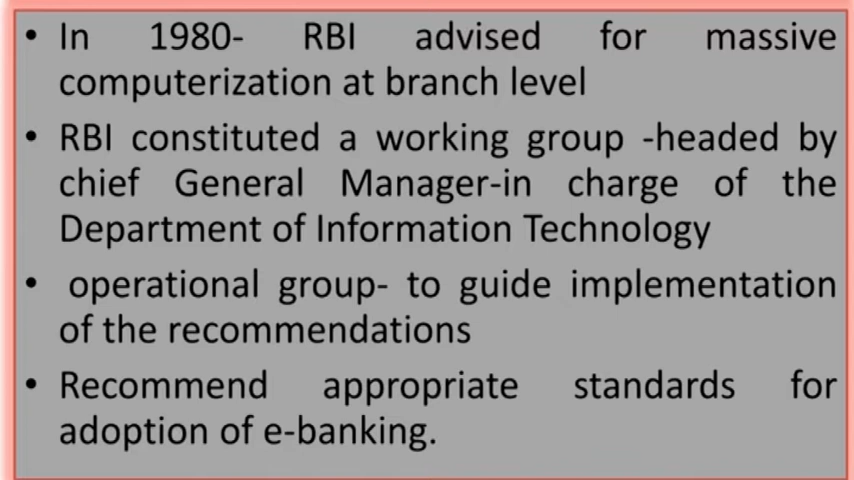 • In 1980- RBI advised for massive
computerization at branch level
• RBI constituted a working group -headed by
chief General Manager-in charge of the
Department of Information Technology
• operational group- to guide implementation
of the recommendations
• Recommend appropriate standards for
adoption of e-banking.